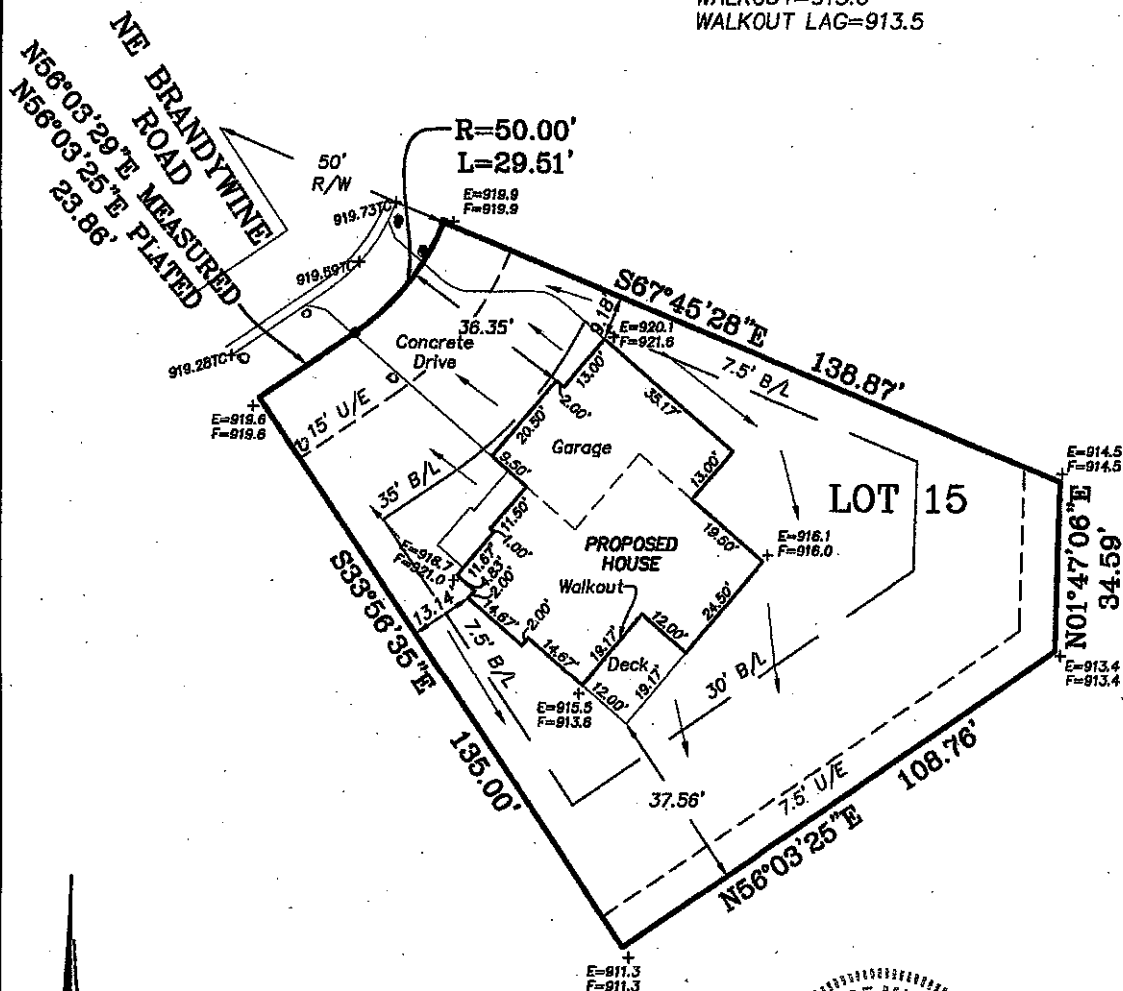 WALKOUT LAG=913.5
NE BRANDYWINE
ROAD
N56°03'29"E MEASURED
N56°03'25"E PLATED
23.86'
50'
R/W
R=50.00'
L=29.51'
E=919.9
F=919.9
919.73TC
919.59TC
919.28TC
E=919.6
F=919.6
15' U/E
Concrete
Drive
36.35'
S67°45'28"E
138.87'
9.18'
E=920.1
F=921.6
7.5' B/L
13.00'
2.00'
20.50'
35.17'
Garage
9.50'
13.00'
35' B/L
11.50'
1.00'
LOT 15
E=914.5
F=914.5
N01°47'06"E
34.59'
PROPOSED
HOUSE
19.50'
E=916.1
F=916.0
E=918.7
F=921.0
11.67'
4.83'
2.00'
Walkout
S33°56'35"E
135.00'
13.14'
14.67'
2.00'
14.67'
7.5' B/L
19.17'
12.00'
24.50'
Deck
12.00'
19.17'
E=915.5
F=913.6
30' B/L
E=913.4
F=913.4
37.56'
7.5' U/E
N56°03'25"E
108.76'
E=911.3
F=911.3